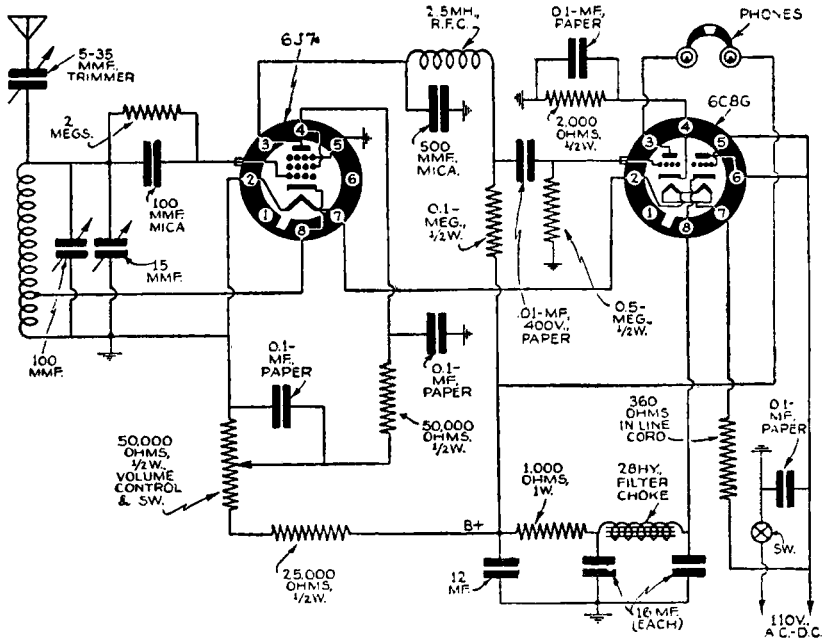 5-35
MMF.
TRIMMER
2
MEGS.
6J7
2.5MH.,
R.F.C.
0.1-MF.,
PAPER
PHONES
6C8G
3
4
5
2
6
1
7
8
3
4
5
2
6
1
7
8
2,000
OHMS,
1/2W.
500
MMF.
MICA.
100
MMF.
MICA
0.1-
MEG.,
1/2W.
15
MMF.
100
MMF.
.01-MF.,
400V.,
PAPER
0.5-
MEG.,
1/2W.
0.1-
MF.,
PAPER
0.1-
MF.,
PAPER
50,000
OHMS,
1/2W.
50,000
OHMS,
1/2W.,
VOLUME
CONTROL
& SW.
360
OHMS
IN LINE
CORD
0.1-
MF.,
PAPER
1,000
OHMS,
1W.
28HY.,
FILTER
CHOKE
B+
SW.
25,000
OHMS,
1/2W.
12
MF.
16 MF.
(EACH)
110V.,
A.C.-D.C.